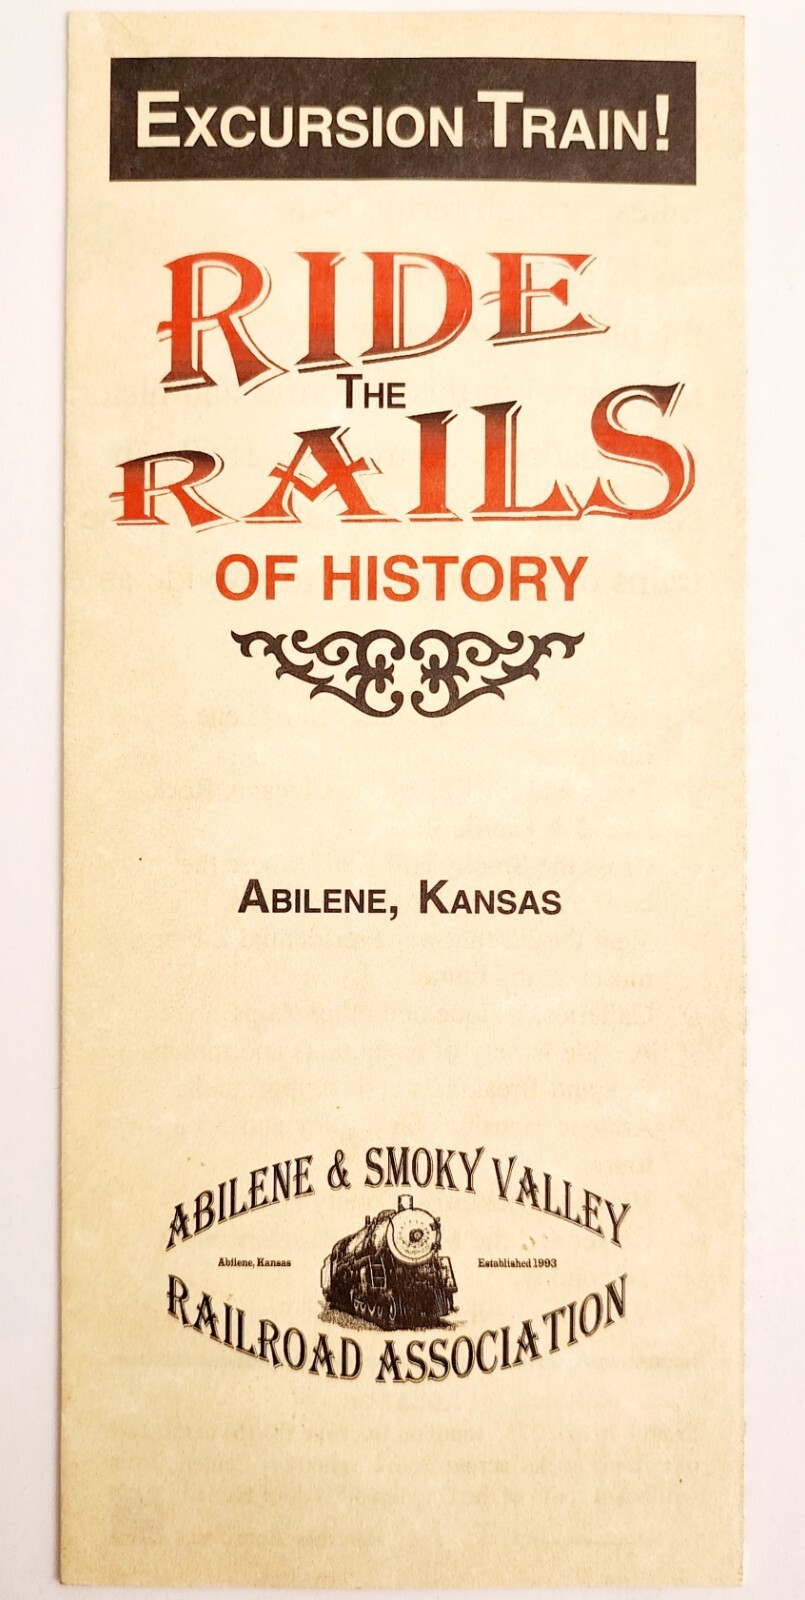 EXCURSION TRAIN!
RIDE
THE
RAILS
OF HISTORY
ABILENE, KANSAS
ABILENE & SMOKY VALLEY
Abilene, Kansas
Established 1993
RAILROAD ASSOCIATION